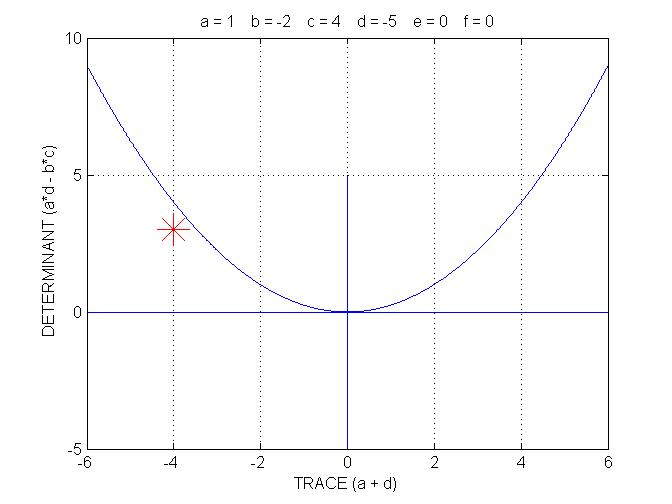 a = 1 b = -2 c = 4 d = -5 e = 0 f = 0
10
5
0
-5
-6 -4 -2 0 2 4 6
DETERMINANT (a*d - b*c)
TRACE (a + d)